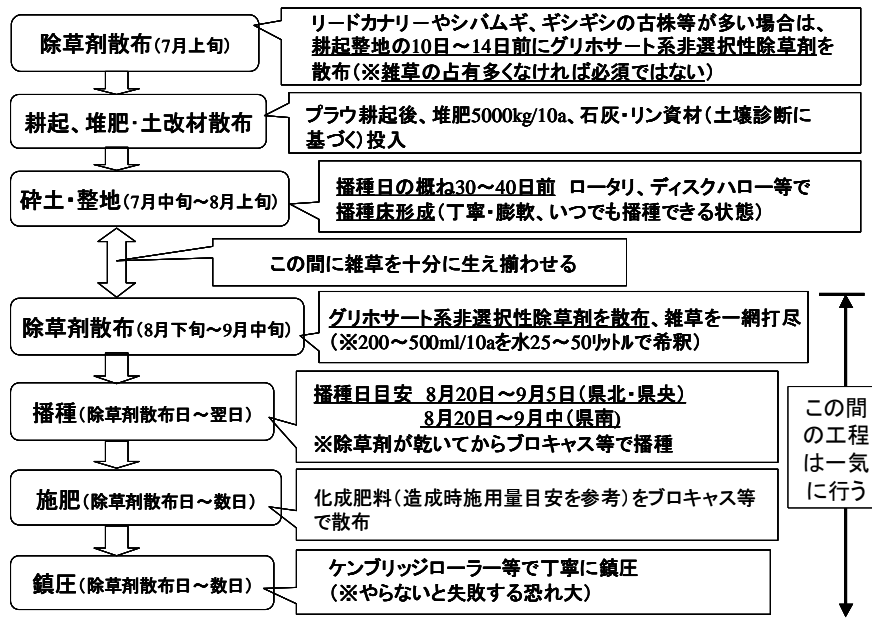 除草剤散布(7月上旬)
リードカナリーやシバムギ、ギシギシの古株等が多い場合は、
耕起整地の10日～14日前にグリホサート系非選択性除草剤を
散布(※雑草の占有多くなければ必須ではない)
耕起、堆肥・土改材散布
プラウ耕起後、堆肥5000kg/10a、石灰・リン資材(土壌診断に
基づく)投入
砕土・整地(7月中旬～8月上旬)
播種日の概ね30～40日前 ロータリ、ディスクハロー等で
播種床形成(丁寧・膨軟、いつでも播種できる状態)
この間に雑草を十分に生え揃わせる
除草剤散布(8月下旬～9月中旬)
グリホサート系非選択性除草剤を散布、雑草を一網打尽
(※200～500ml/10aを水25～50リットルで希釈)
播種(除草剤散布日～翌日)
播種日目安 8月20日～9月5日(県北・県央)
8月20日～9月中(県南)
※除草剤が乾いてからブロキャス等で播種
施肥(除草剤散布日～数日)
化成肥料(造成時施用量目安を参考)をブロキャス等
で散布
鎮圧(除草剤散布日～数日)
ケンブリッジローラー等で丁寧に鎮圧
(※やらないと失敗する恐れ大)
この間
の工程
は一気
に行う